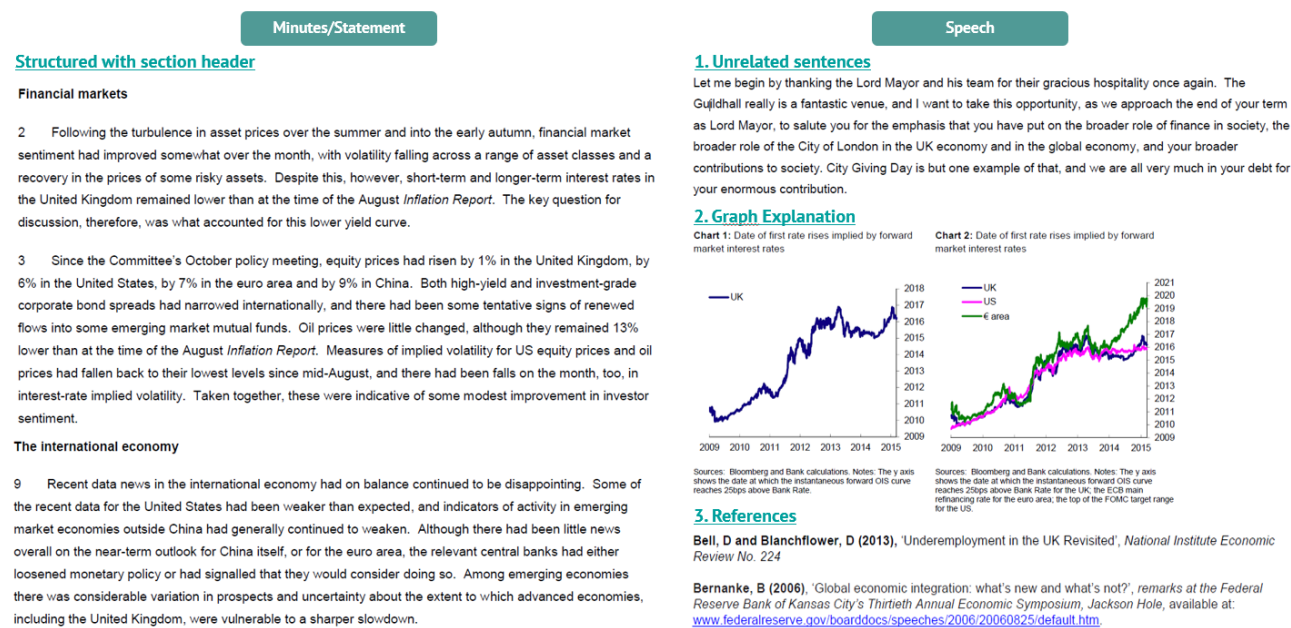 Minutes/Statement
Structured with section header
Financial markets
2 Following the turbulence in asset prices over the summer and into the early autumn, financial market
sentiment had improved somewhat over the month, with volatility falling across a range of asset classes and a
recovery in the prices of some risky assets. Despite this, however, short-term and longer-term interest rates in
the United Kingdom remained lower than at the time of the August Inflation Report. The key question for
discussion, therefore, was what accounted for this lower yield curve.
3 Since the Committee's October policy meeting, equity prices had risen by 1% in the United Kingdom, by
6% in the United States, by 7% in the euro area and by 9% in China. Both high-yield and investment-grade
corporate bond spreads had narrowed internationally, and there had been some tentative signs of renewed
flows into some emerging market mutual funds. Oil prices were little changed, although they remained 13%
lower than at the time of the August Inflation Report. Measures of implied volatility for US equity prices and oil
prices had fallen back to their lowest levels since mid-August, and there had been falls on the month, too, in
interest-rate implied volatility. Taken together, these were indicative of some modest improvement in investor
sentiment.
The international economy
9 Recent data news in the international economy had on balance continued to be disappointing. Some of
the recent data for the United States had been weaker than expected, and indicators of activity in emerging
market economies outside China had generally continued to weaken. Although there had been little news
overall on the near-term outlook for China itself, or for the euro area, the relevant central banks had either
loosened monetary policy or had signalled that they would consider doing so. Among emerging economies
there was considerable variation in prospects and uncertainty about the extent to which advanced economies,
including the United Kingdom, were vulnerable to a sharper slowdown.
Speech
1. Unrelated sentences
Let me begin by thanking the Lord Mayor and his team for their gracious hospitality once again. The
Guildhall really is a fantastic venue, and I want to take this opportunity, as we approach the end of your term
as Lord Mayor, to salute you for the emphasis that you have put on the broader role of finance in society, the
broader role of the City of London in the UK economy and in the global economy, and your broader
contributions to society. City Giving Day is but one example of that, and we are all very much in your debt for
your enormous contribution.
2. Graph Explanation
Chart 1: Date of first rate rises implied by forward
market interest rates
UK
2018
2017
2016
2015
2014
2013
2012
2011
2010
2009
2009 2010 2011 2012 2013 2014 2015
Sources: Bloomberg and Bank calculations. Notes: The y axis
shows the date at which the instantaneous forward OIS curve
reaches 25bps above Bank Rate.
Chart 2: Date of first rate rises implied by forward
market interest rates
UK
US
€ area
2021
2020
2019
2018
2017
2016
2015
2014
2013
2012
2011
2010
2009
2009 2010 2011 2012 2013 2014 2015
Sources: Bloomberg and Bank calculations. Notes: The y axis
shows the date at which the instantaneous forward OIS curve
reaches 25bps above Bank Rate for the UK; the ECB main
refinancing rate for the euro area; the top of the FOMC target range
for the US.
3. References
Bell, D and Blanchflower, D (2013), 'Underemployment in the UK Revisited', National Institute Economic
Review No. 224
Bernanke, B (2006), 'Global economic integration: what's new and what's not?', remarks at the Federal
Reserve Bank of Kansas City's Thirtieth Annual Economic Symposium, Jackson Hole, available at:
www.federalreserve.gov/boarddocs/speeches/2006/20060825/default.htm.